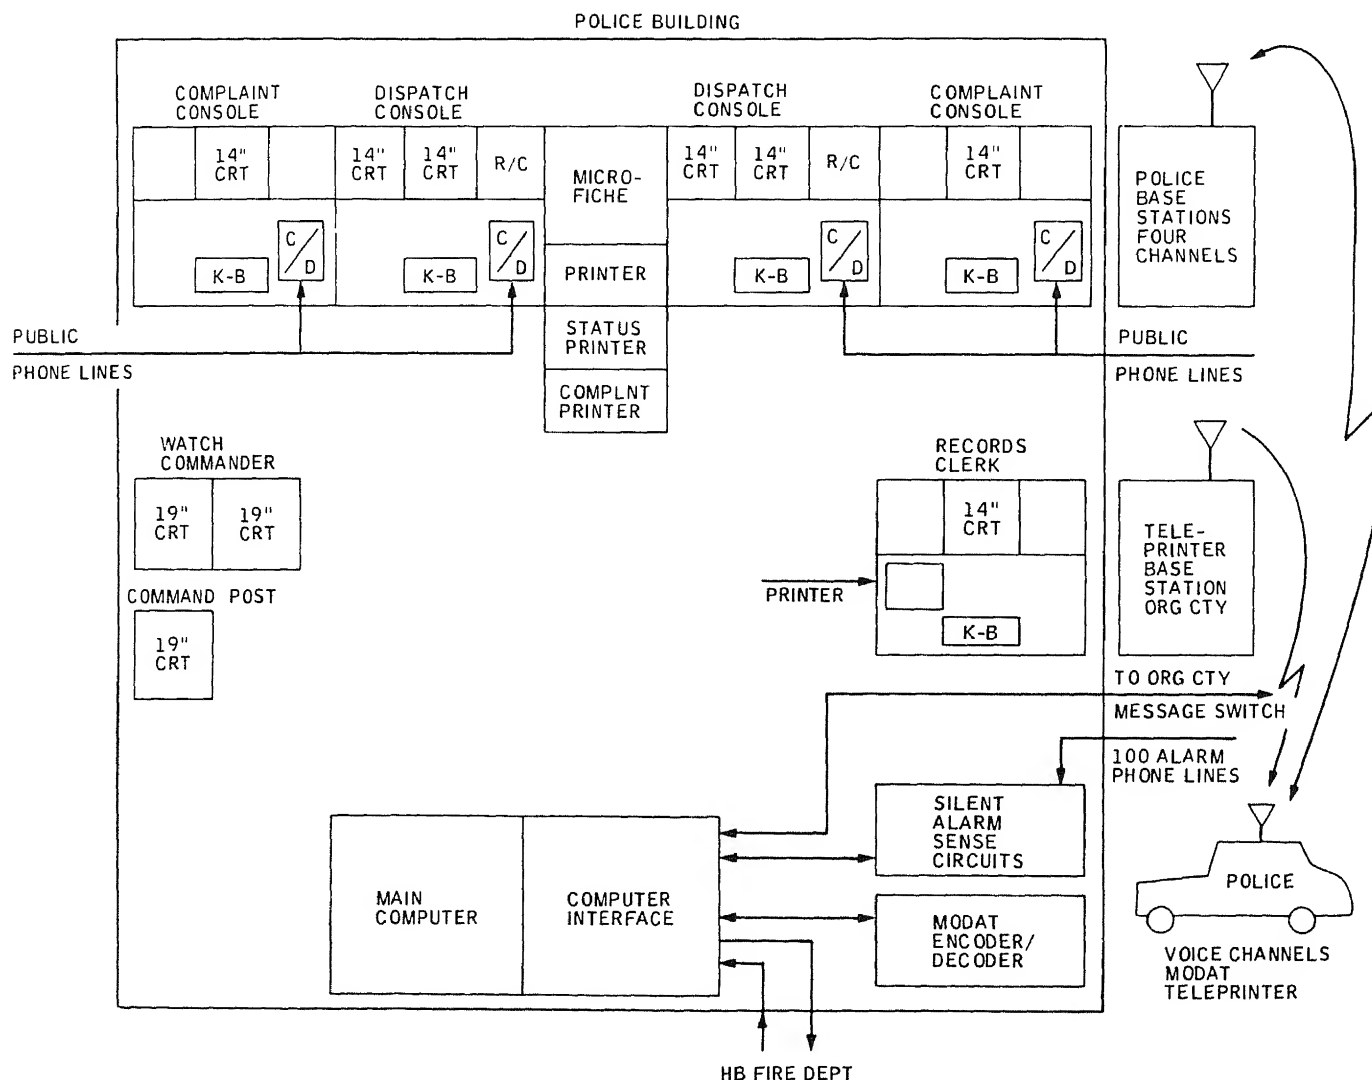 POLICE BUILDING
COMPLAINT
CONSOLE
DISPATCH
CONSOLE
DISPATCH
CONSOLE
COMPLAINT
CONSOLE
14"
CRT
14"
CRT
14"
CRT
R/C
MICRO-
FICHE
14"
CRT
14"
CRT
R/C
14"
CRT
K-B
C/D
K-B
C/D
PRINTER
K-B
C/D
K-B
C/D
POLICE
BASE
STATIONS
FOUR
CHANNELS
PUBLIC
PHONE LINES
STATUS
PRINTER
COMPLNT
PRINTER
PUBLIC
PHONE LINES
WATCH
COMMANDER
19"
CRT
19"
CRT
COMMAND POST
19"
CRT
RECORDS
CLERK
14"
CRT
PRINTER
K-B
TELE-
PRINTER
BASE
STATION
ORG CTY
TO ORG CTY
MESSAGE SWITCH
100 ALARM
PHONE LINES
SILENT
ALARM
SENSE
CIRCUITS
MAIN
COMPUTER
COMPUTER
INTERFACE
MODAT
ENCODER/
DECODER
POLICE
VOICE CHANNELS
MODAT
TELEPRINTER
HB FIRE DEPT